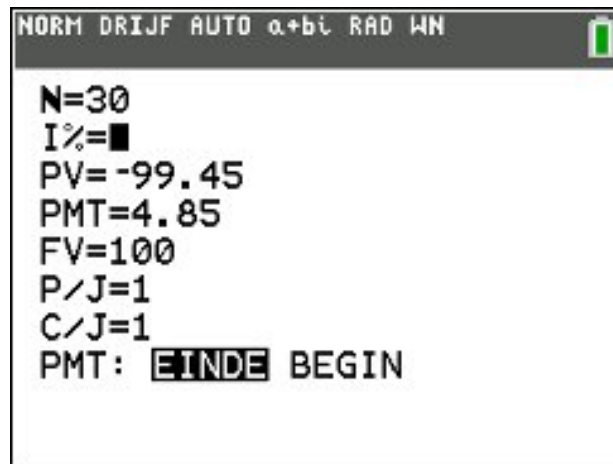 NORM DRIJF AUTO a+bi RAD WN
N=30
I%=
PV=-99.45
PMT=4.85
FV=100
P/J=1
C/J=1
PMT: EINDE BEGIN